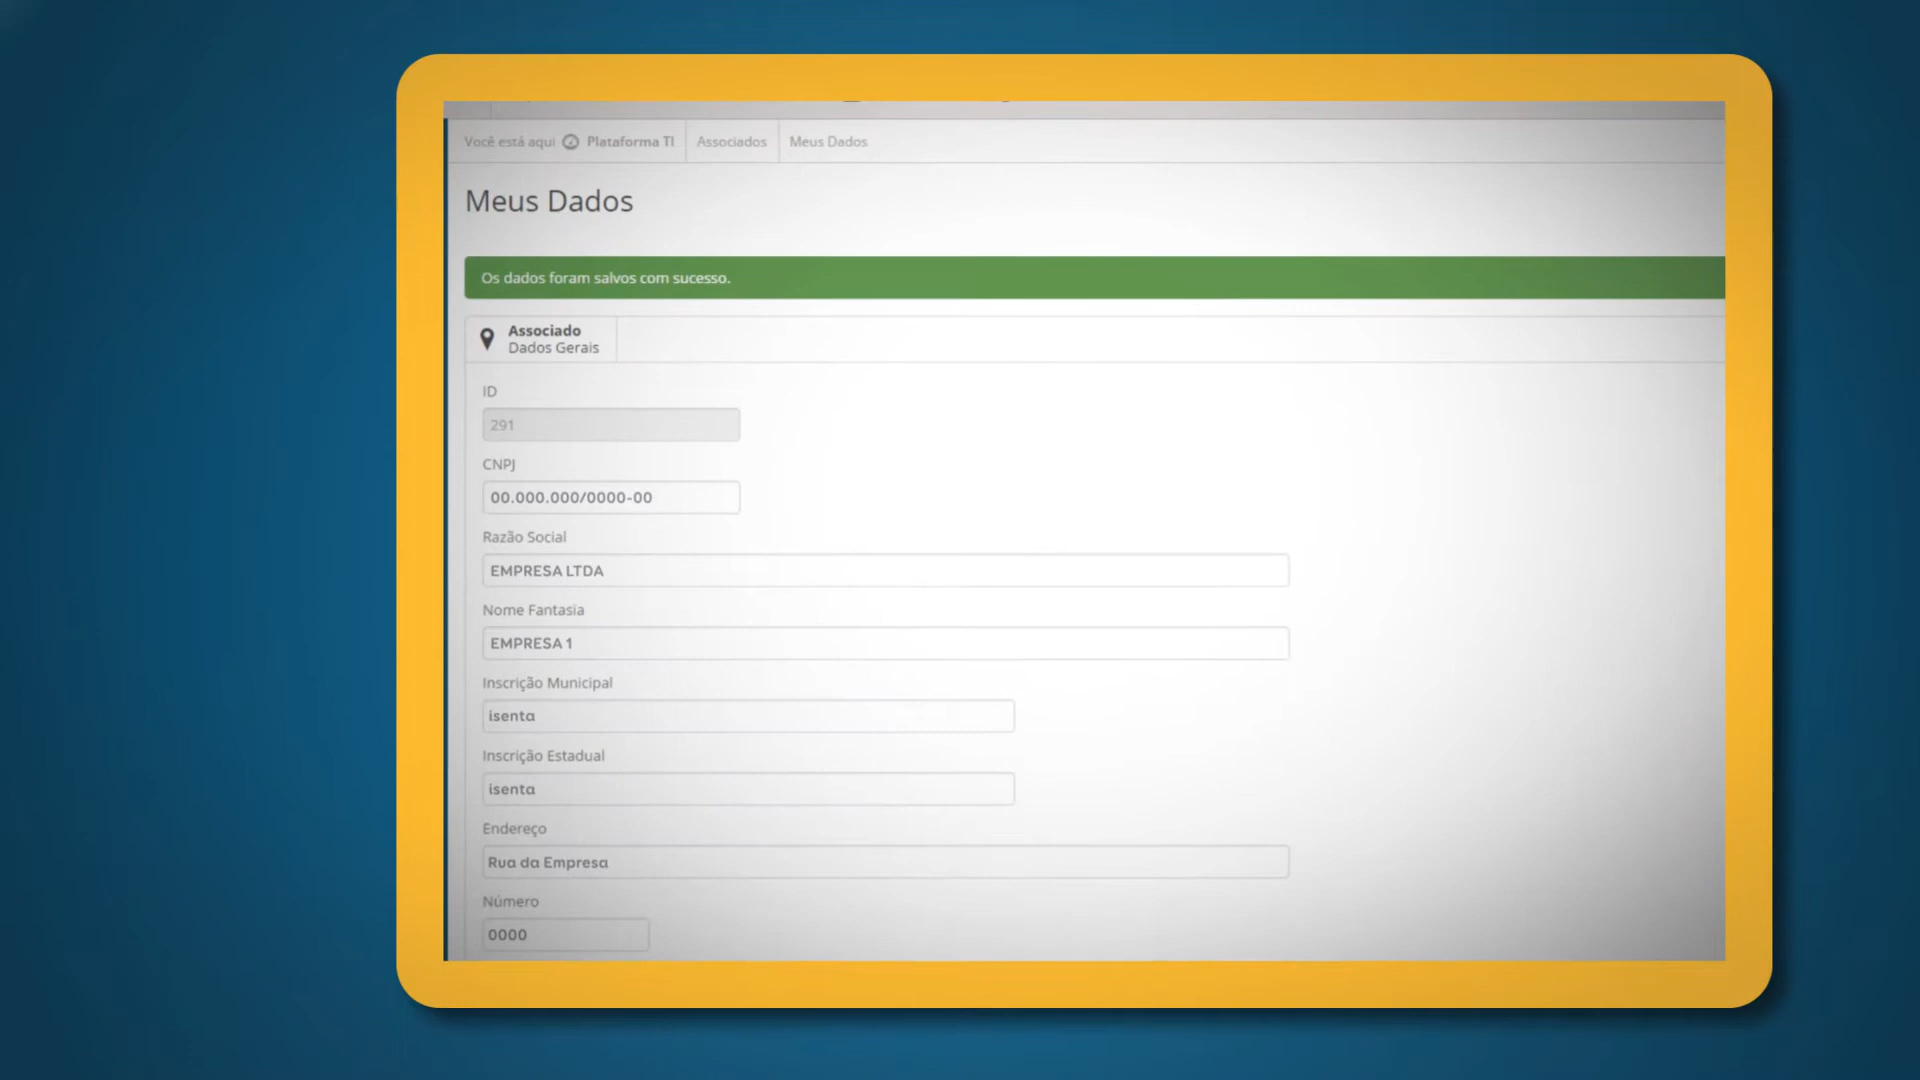 Você está aqui Plataforma TI Associados Meus Dados
Meus Dados
Os dados foram salvos com sucesso.
Associado
Dados Gerais
ID
291
CNPJ
00.000.000/0000-00
Razão Social
EMPRESA LTDA
Nome Fantasia
EMPRESA 1
Inscrição Municipal
isenta
Inscrição Estadual
isenta
Endereço
Rua da Empresa
Número
0000